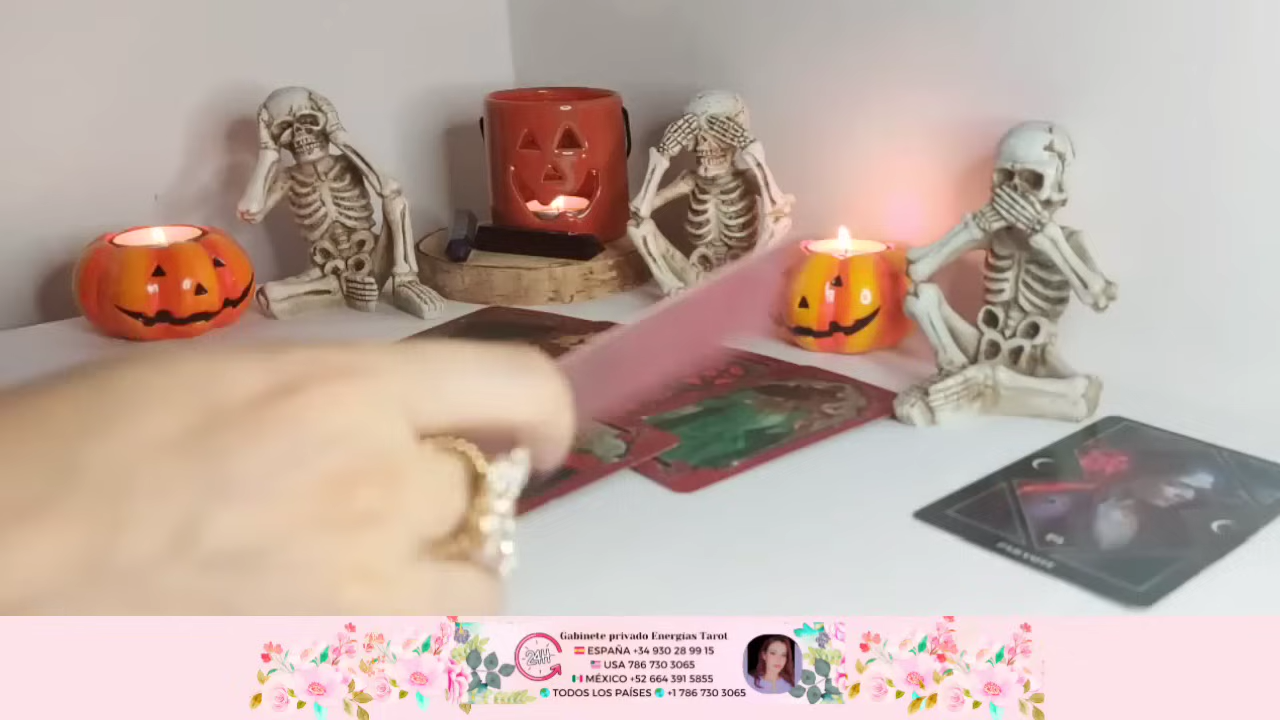 Gabinete privado Energías Tarot
24H
ESPAÑA +34 930 28 99 15
USA 786 730 3065
MÉXICO +52 664 391 5855
TODOS LOS PAÍSES +1 786 730 3065